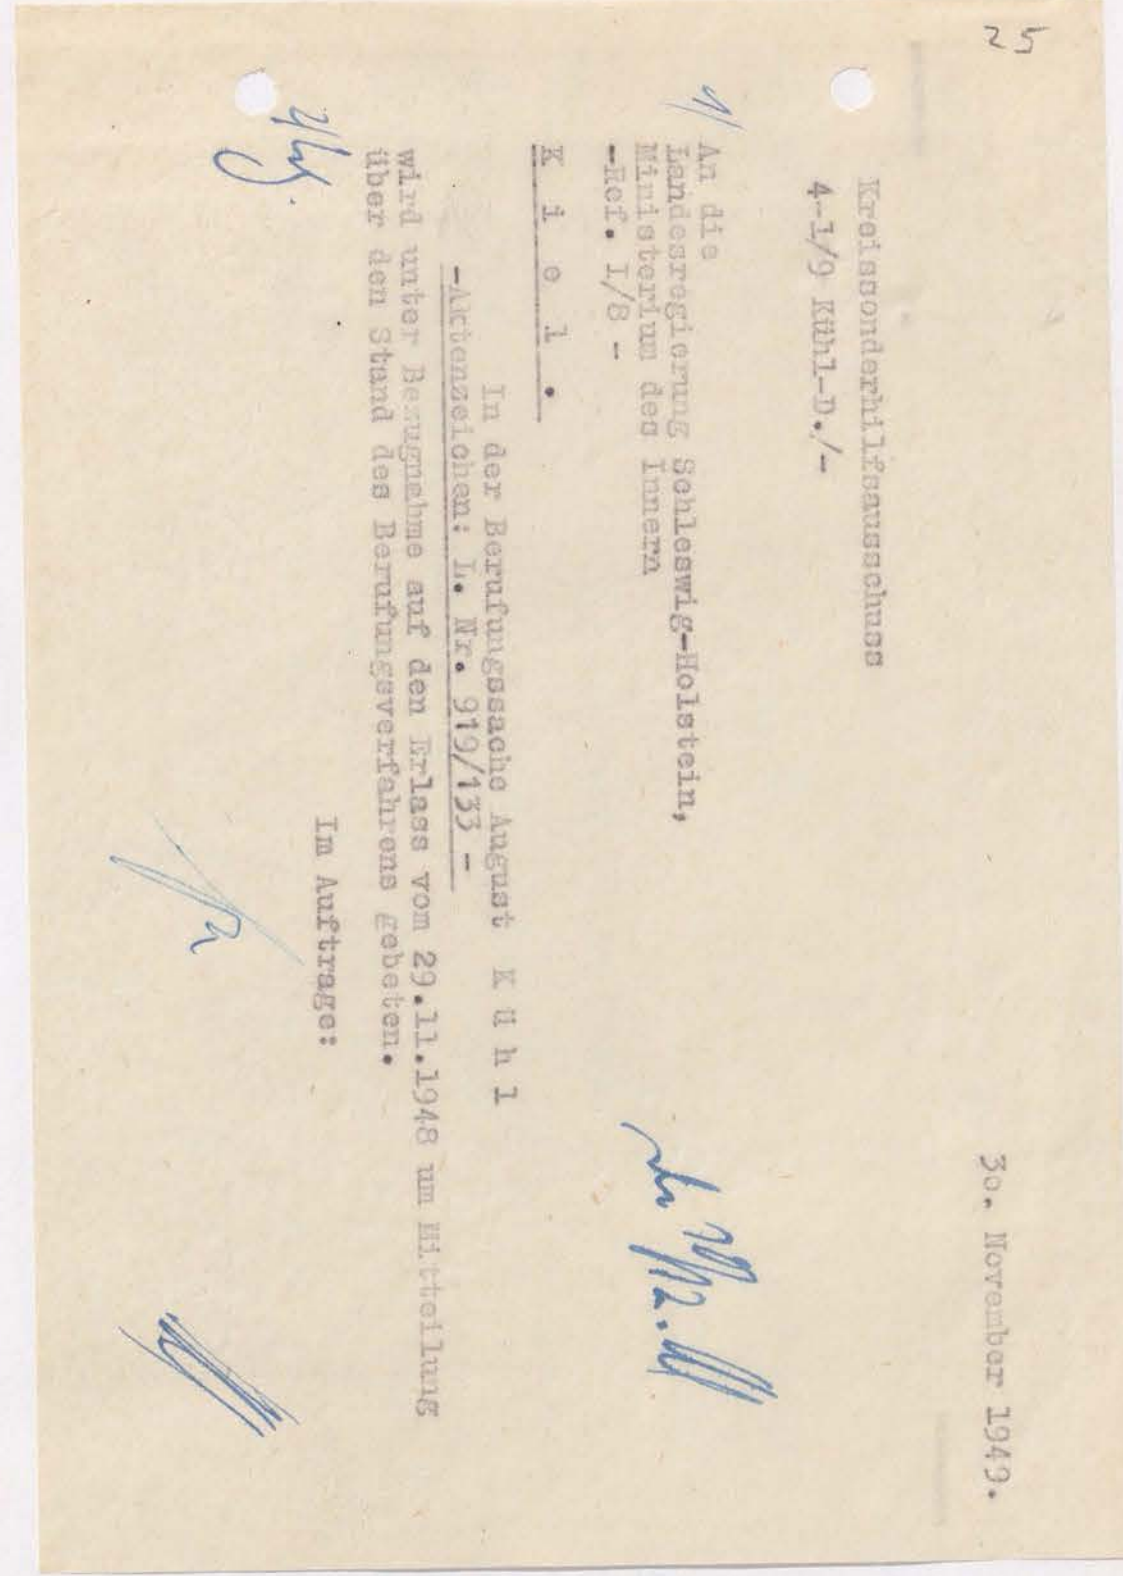 25
30. November 1949.
Kreissonderhilfsausschuss
4-1/9 Kühl-D./-
1/
An die
Landesregierung Schleswig-Holstein,
Ministerium des Innern
-Ref. I/8 -
K i e l .
In der Berufungssache August K ü h l
-Aktenzeichen: L. Nr. 919/133 -
wird unter Bezugnahme auf den Erlass vom 29.11.1948 um Mitteilung
über den Stand des Berufungsverfahrens gebeten.
Im Auftrage: